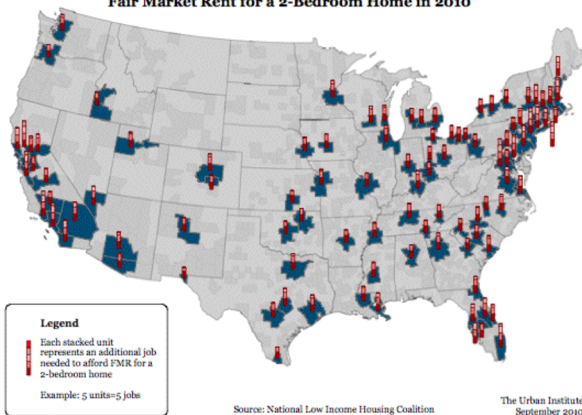 Fair Market Rent for a 2-Bedroom Home in 2010
Legend
Each stacked unit
represents an additional job
needed to afford FMR for a
2-bedroom home
Example: 5 units=5 jobs
Source: National Low Income Housing Coalition
The Urban Institute
September 2010